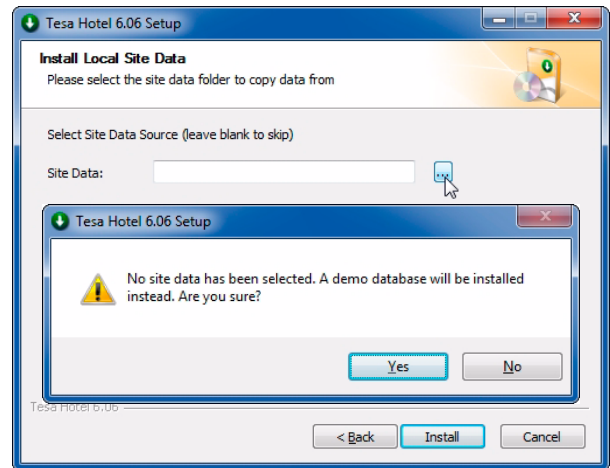 Tesa Hotel 6.06 Setup
Install Local Site Data
Please select the site data folder to copy data from
Select Site Data Source (leave blank to skip)
Site Data:
...
Tesa Hotel 6.06 Setup
No site data has been selected. A demo database will be installed
instead. Are you sure?
Yes
No
Tesa Hotel 6.06
< Back
Install
Cancel